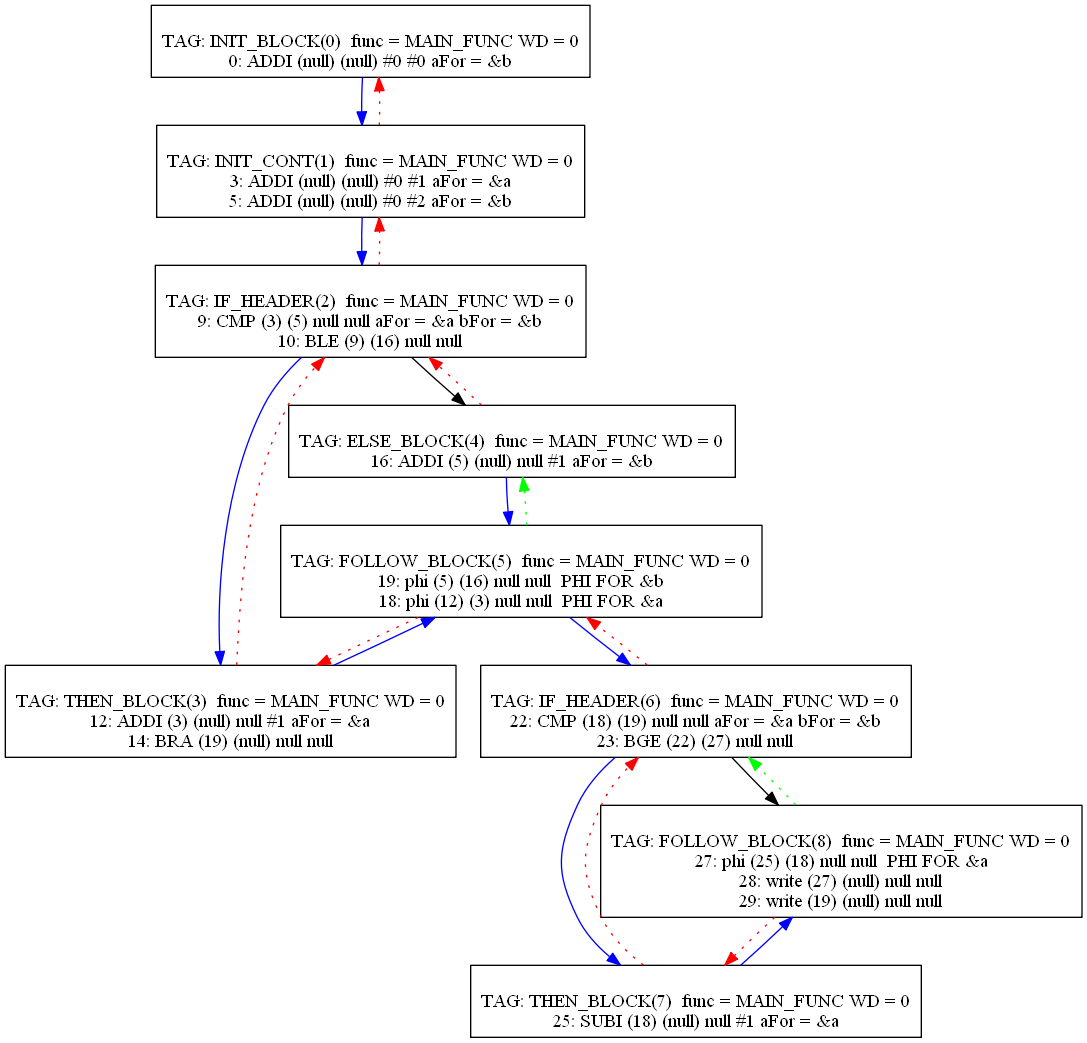 TAG: INIT_BLOCK(0) func = MAIN_FUNC WD = 0
0: ADDI (null) (null) #0 #0 aFor = &b
TAG: INIT_CONT(1) func = MAIN_FUNC WD = 0
3: ADDI (null) (null) #0 #1 aFor = &a
5: ADDI (null) (null) #0 #2 aFor = &b
TAG: IF_HEADER(2) func = MAIN_FUNC WD = 0
9: CMP (3) (5) null null aFor = &a bFor = &b
10: BLE (9) (16) null null
TAG: ELSE_BLOCK(4) func = MAIN_FUNC WD = 0
16: ADDI (5) (null) null #1 aFor = &b
TAG: FOLLOW_BLOCK(5) func = MAIN_FUNC WD = 0
19: phi (5) (16) null null PHI FOR &b
18: phi (12) (3) null null PHI FOR &a
TAG: THEN_BLOCK(3) func = MAIN_FUNC WD = 0
12: ADDI (3) (null) null #1 aFor = &a
14: BRA (19) (null) null null
TAG: IF_HEADER(6) func = MAIN_FUNC WD = 0
22: CMP (18) (19) null null aFor = &a bFor = &b
23: BGE (22) (27) null null
TAG: FOLLOW_BLOCK(8) func = MAIN_FUNC WD = 0
27: phi (25) (18) null null PHI FOR &a
28: write (27) (null) null null
29: write (19) (null) null null
TAG: THEN_BLOCK(7) func = MAIN_FUNC WD = 0
25: SUBI (18) (null) null #1 aFor = &a